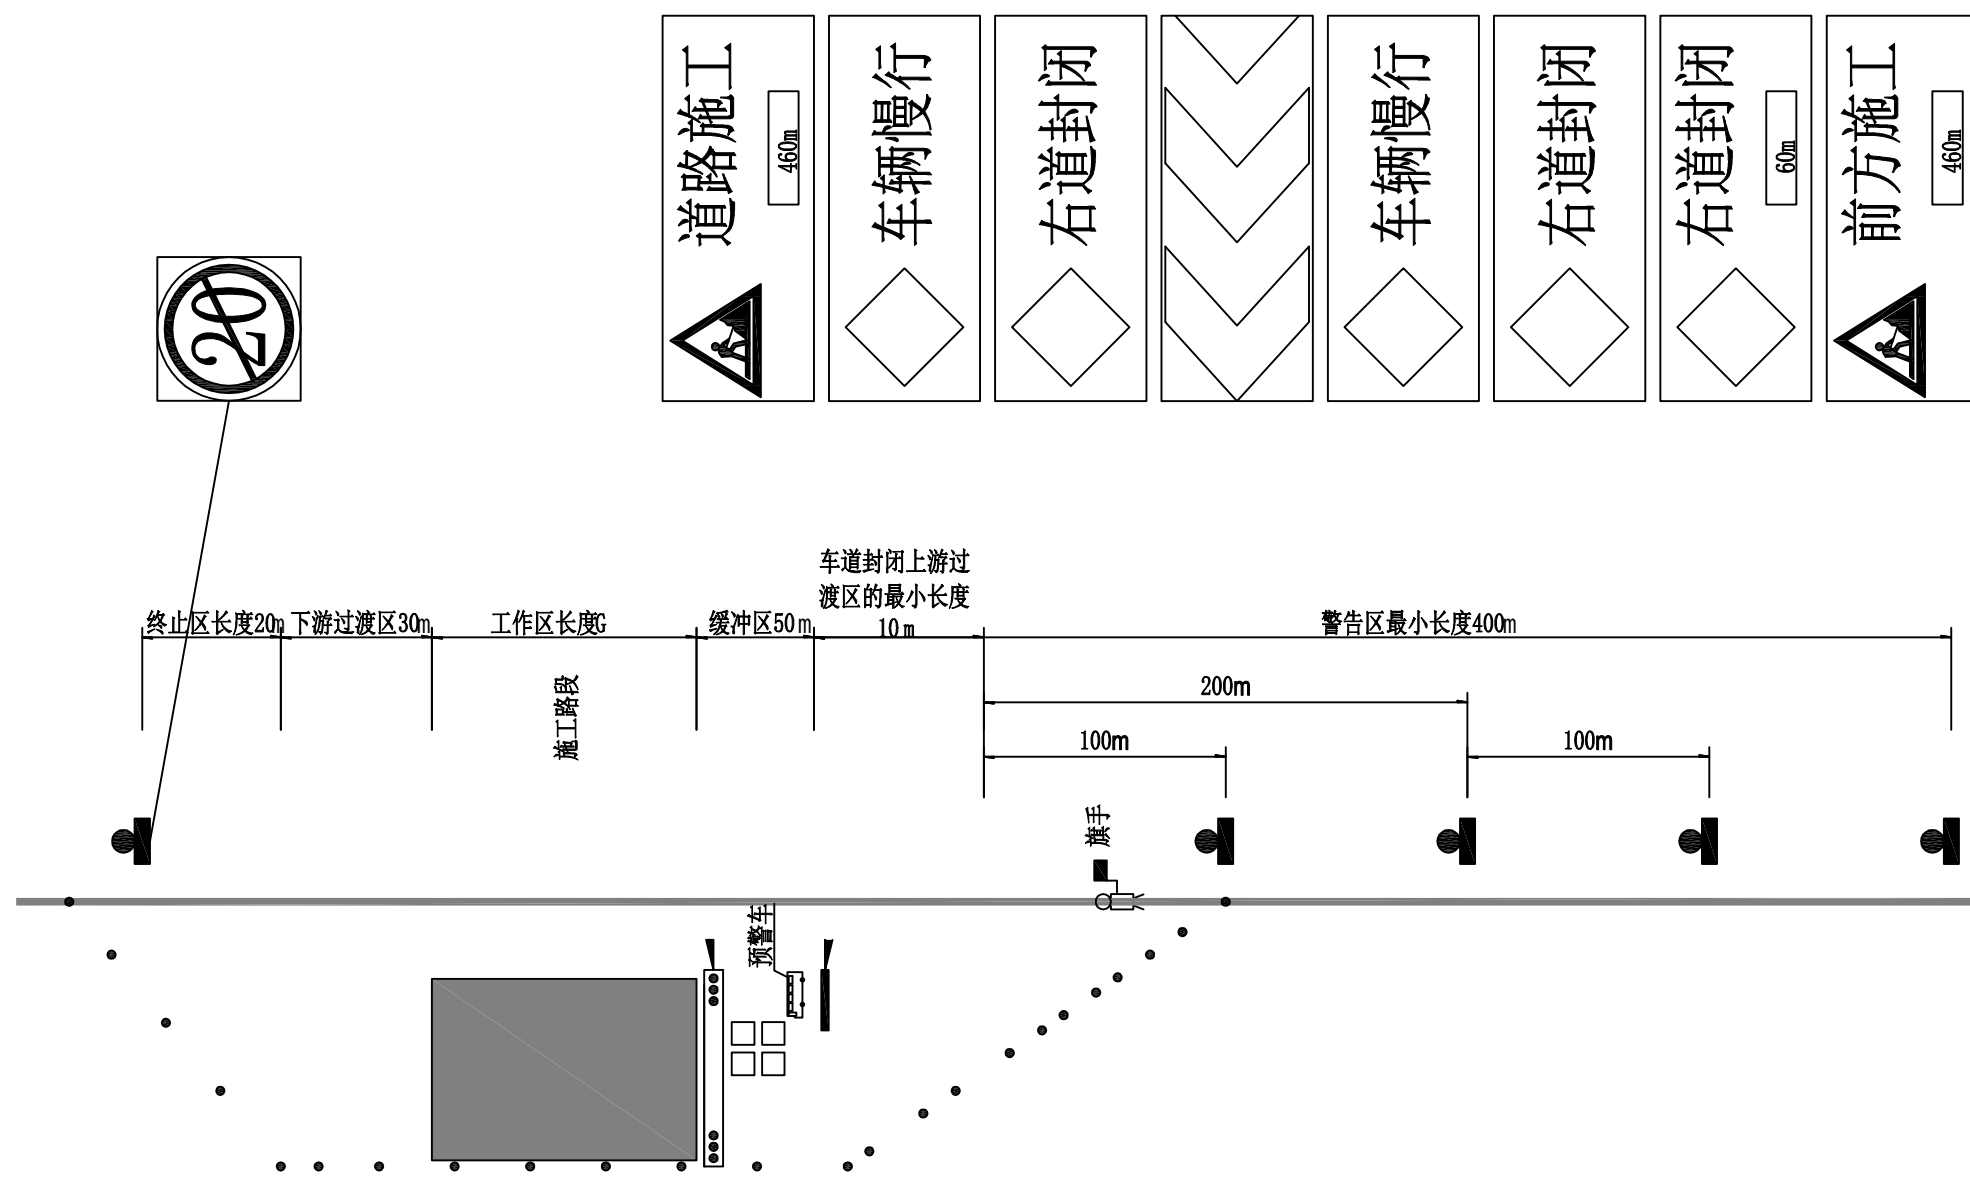 道路施工
460m
车辆慢行
右道封闭
车辆慢行
右道封闭
右道封闭
60m
前方施工
460m
20
车道封闭上游过
渡区的最小长度
10m
终止区长度20m
下游过渡区30m
工作区长度G
缓冲区50m
警告区最小长度400m
施工路段
200m
100m
100m
旗手
预警车